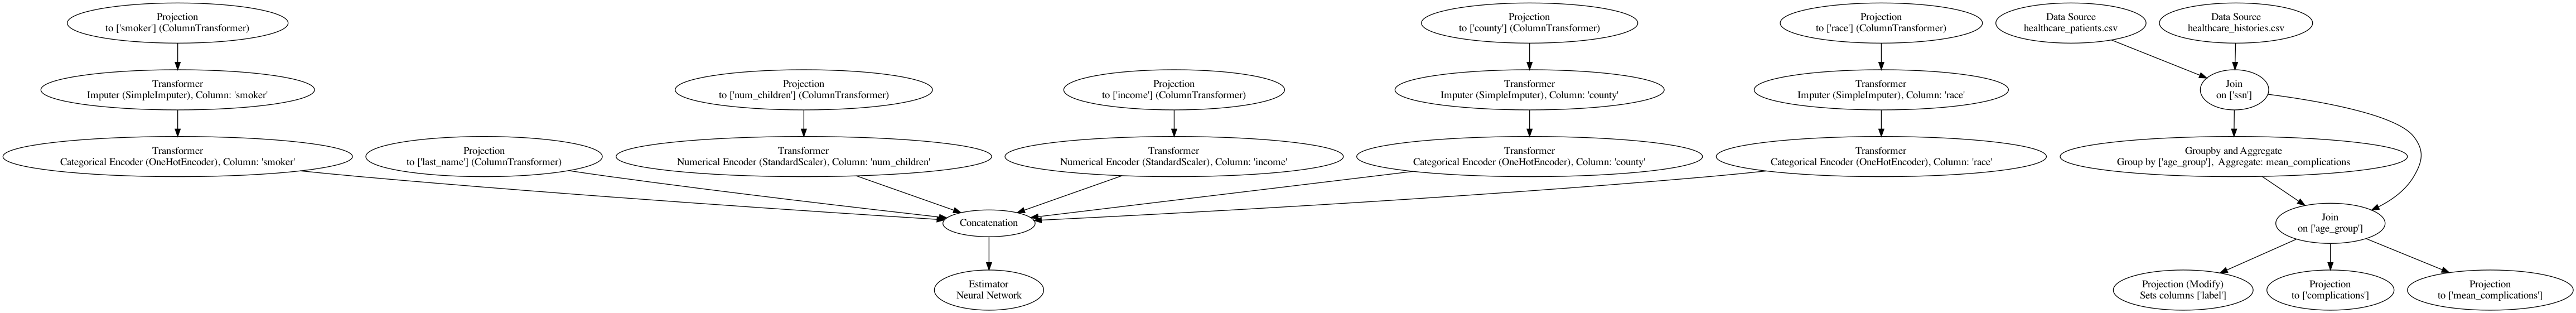 Projection
to ['smoker'] (ColumnTransformer)
Projection
to ['county'] (ColumnTransformer)
Projection
to ['race'] (ColumnTransformer)
Data Source
healthcare_patients.csv
Data Source
healthcare_histories.csv
Transformer
Imputer (SimpleImputer), Column: 'smoker'
Projection
to ['num_children'] (ColumnTransformer)
Projection
to ['income'] (ColumnTransformer)
Transformer
Imputer (SimpleImputer), Column: 'county'
Transformer
Imputer (SimpleImputer), Column: 'race'
Join
on ['ssn']
Transformer
Categorical Encoder (OneHotEncoder), Column: 'smoker'
Projection
to ['last_name'] (ColumnTransformer)
Transformer
Numerical Encoder (StandardScaler), Column: 'num_children'
Transformer
Numerical Encoder (StandardScaler), Column: 'income'
Transformer
Categorical Encoder (OneHotEncoder), Column: 'county'
Transformer
Categorical Encoder (OneHotEncoder), Column: 'race'
Groupby and Aggregate
Group by ['age_group'], Aggregate: mean_complications
Concatenation
Join
on ['age_group']
Estimator
Neural Network
Projection (Modify)
Sets columns ['label']
Projection
to ['complications']
Projection
to ['mean_complications']